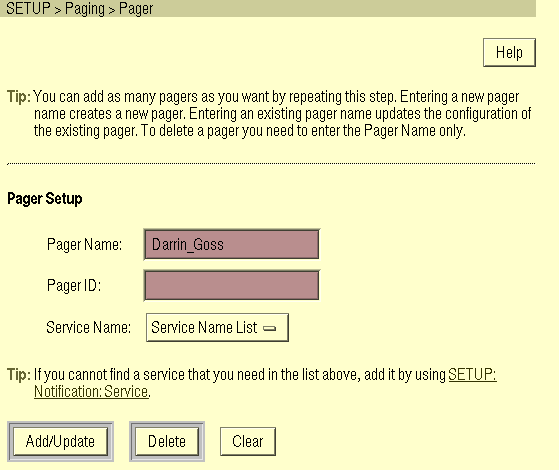 SETUP > Paging > Pager
Help
Tip: You can add as many pagers as you want by repeating this step. Entering a new pager
name creates a new pager. Entering an existing pager name updates the configuration of
the existing pager. To delete a pager you need to enter the Pager Name only.
Pager Setup
Pager Name: Darrin_Goss
Pager ID:
Service Name: Service Name List
Tip: If you cannot find a service that you need in the list above, add it by using SETUP:
Notification: Service.
Add/Update Delete Clear